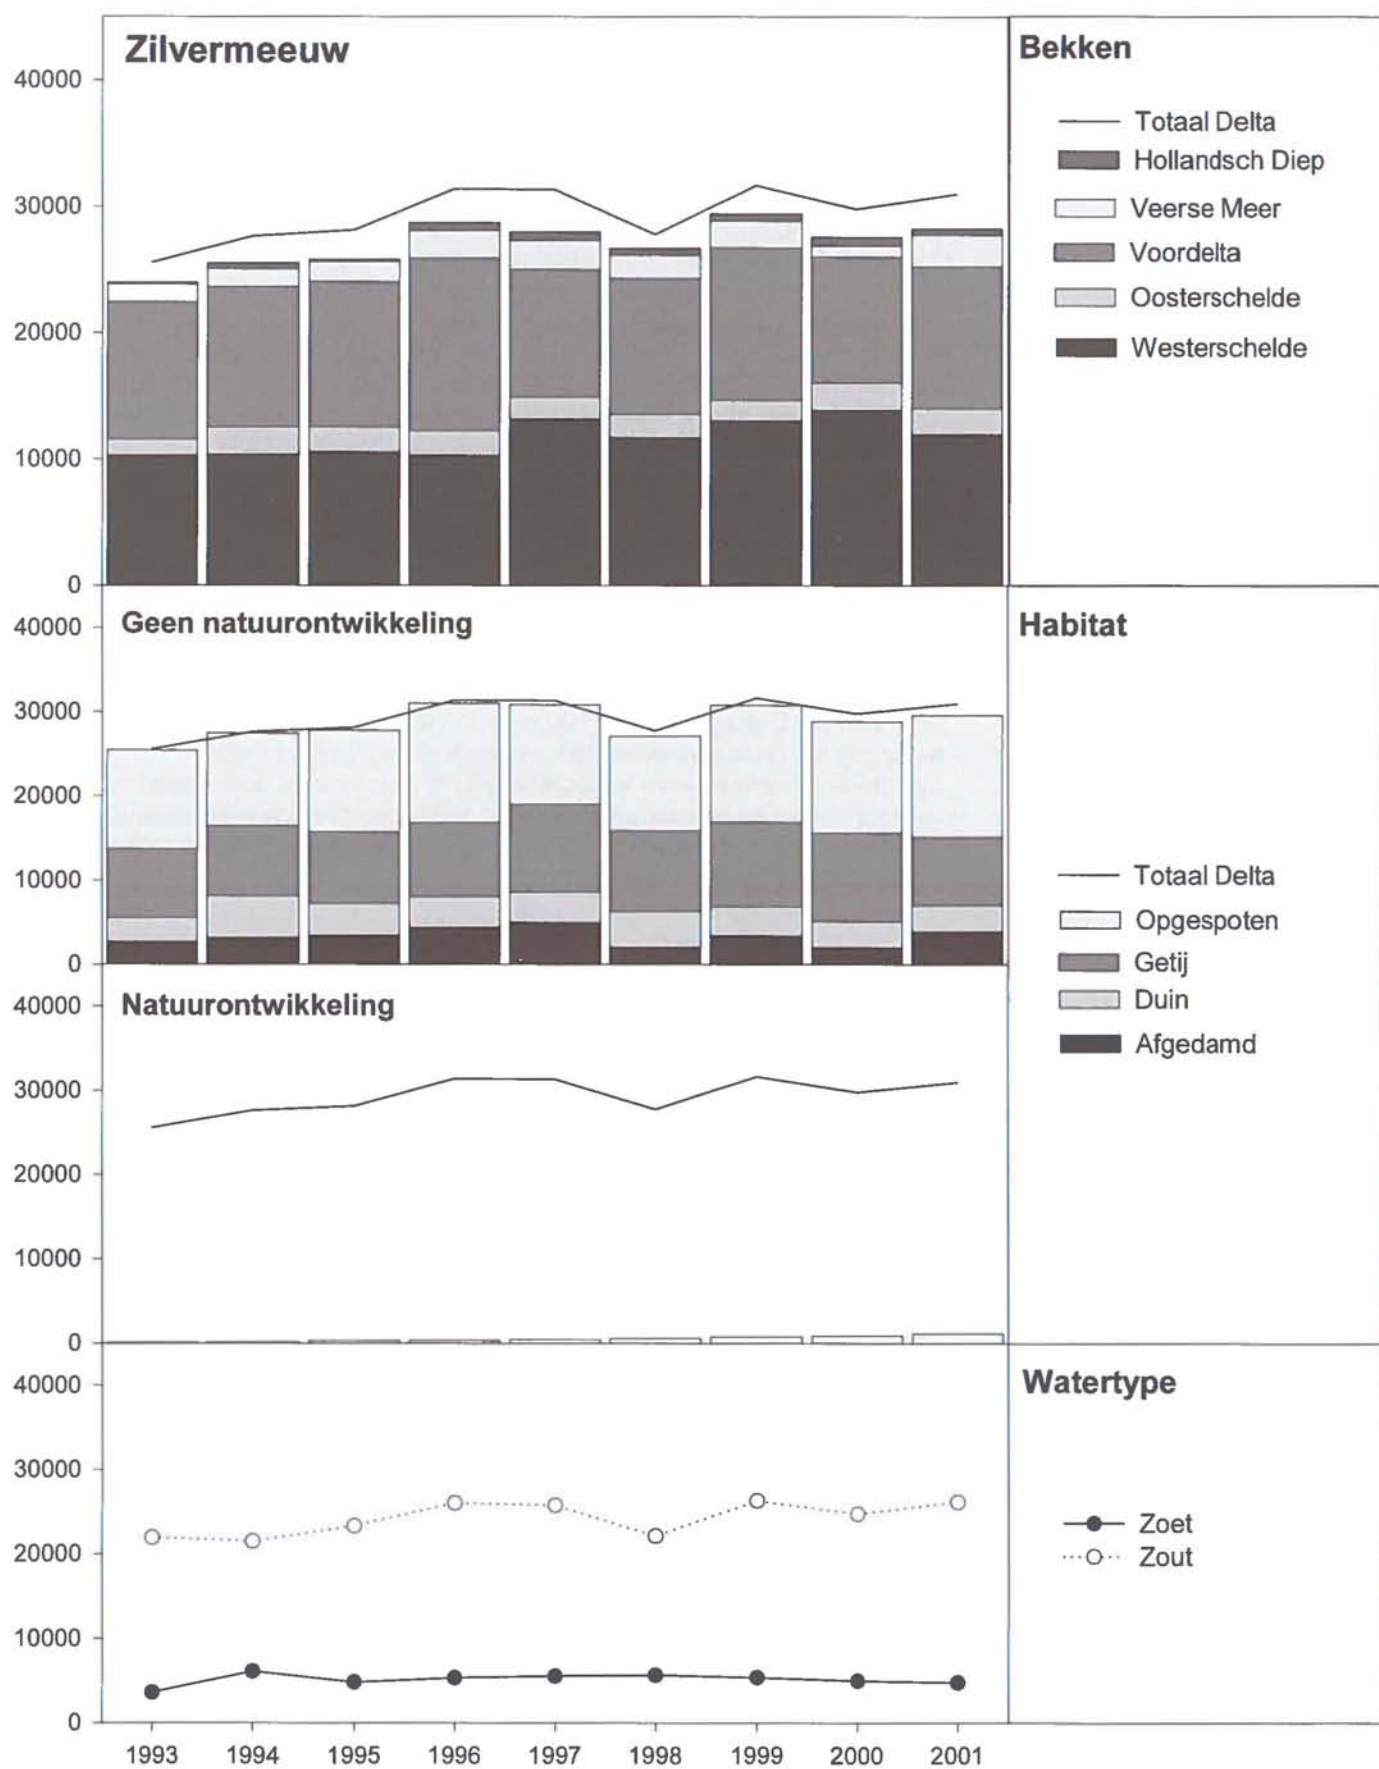 Zilvermeeuw
40000
30000
20000
10000
0
Bekken
Totaal Delta
Hollandsch Diep
Veerse Meer
Voordelta
Oosterschelde
Westerschelde
Geen natuurontwikkeling
40000
30000
20000
10000
0
Habitat
Totaal Delta
Opgespoten
Getij
Duin
Afgedamd
Natuurontwikkeling
40000
30000
20000
10000
0
Watertype
40000
30000
20000
10000
0
Zoet
Zout
1993 1994 1995 1996 1997 1998 1999 2000 2001